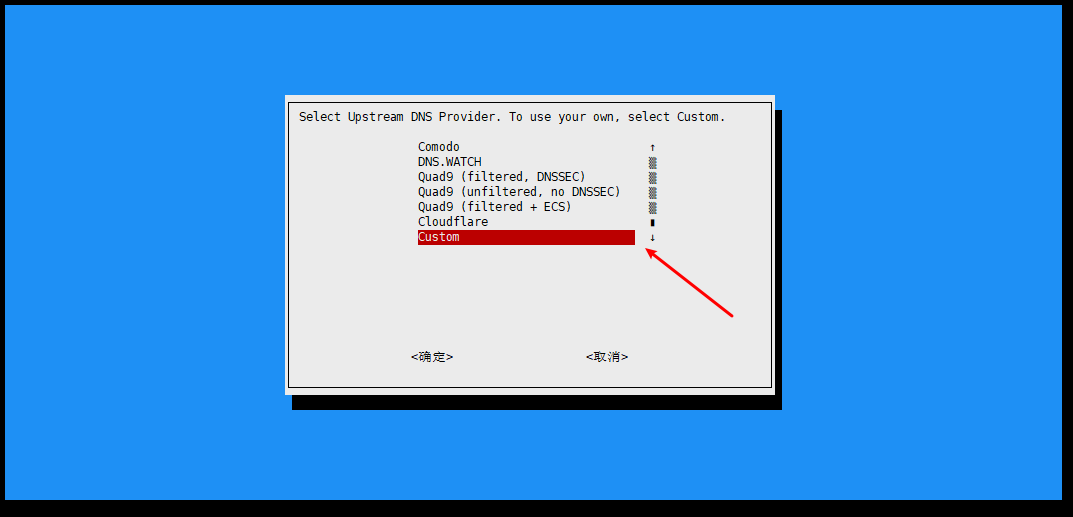 Select Upstream DNS Provider. To use your own, select Custom.
Comodo ↑
DNS.WATCH
Quad9 (filtered, DNSSEC)
Quad9 (unfiltered, no DNSSEC)
Quad9 (filtered + ECS)
Cloudflare
Custom ↓
<确定> <取消>